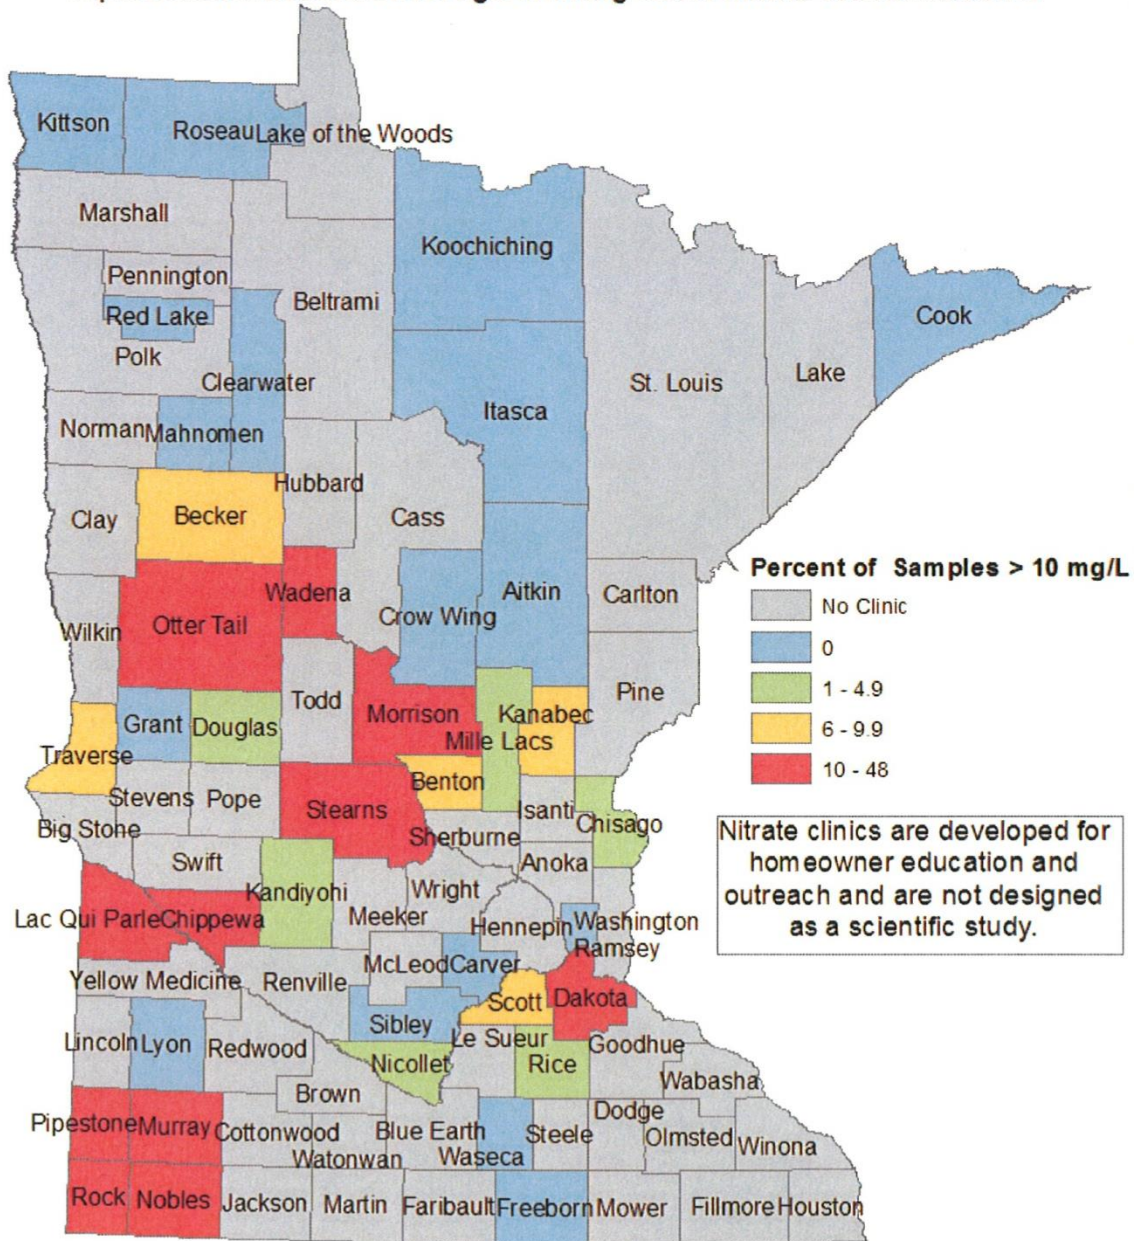 Kittson
Roseau
Lake of the Woods
Marshall
Koochiching
Pennington
Beltrami
Red Lake
Cook
Polk
Clearwater
St. Louis
Lake
Itasca
Norman
Mahnomen
Hubbard
Clay
Becker
Cass
Wadena
Aitkin
Carlton
Crow Wing
Otter Tail
Wilkin
Todd
Pine
Morrison
Kanabec
Grant
Douglas
Mille Lacs
Traverse
Benton
Stevens
Pope
Stearns
Isanti
Chisago
Big Stone
Sherburne
Swift
Anoka
Kandiyohi
Wright
Lac Qui Parle
Chippewa
Meeker
Hennepin
Washington
Ramsey
McLeod
Carver
Yellow Medicine
Renville
Scott
Dakota
Sibley
Lincoln
Lyon
Redwood
Le Sueur
Goodhue
Nicollet
Rice
Wabasha
Brown
Pipestone
Murray
Cottonwood
Blue Earth
Steele
Dodge
Olmsted
Winona
Watonwan
Waseca
Rock
Nobles
Jackson
Martin
Faribault
Freeborn
Mower
Fillmore
Houston
Percent of Samples > 10 mg/L
No Clinic
0
1 - 4.9
6 - 9.9
10 - 48
Nitrate clinics are developed for
homeowner education and
outreach and are not designed
as a scientific study.